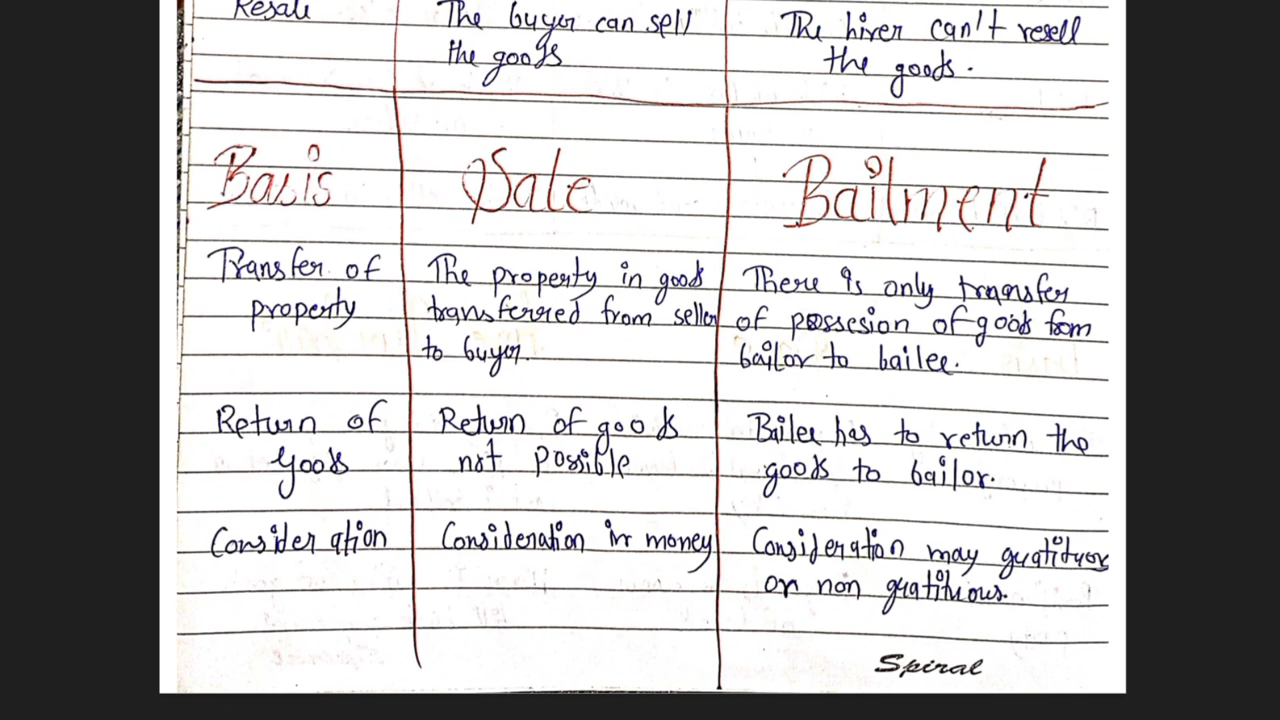 Resale
The buyer can sell
the goods
The hirer can't resell
the goods.
Basis
Sale
Bailment
Transfer of
property
The property in goods
transferred from seller
to buyer.
There is only transfer
of possesion of goods from
bailor to bailee.
Return of
goods
Return of goods
not possible
Bailee has to return the
goods to bailor.
Consideration
Consideration in money
Consideration may
or non
Spiral